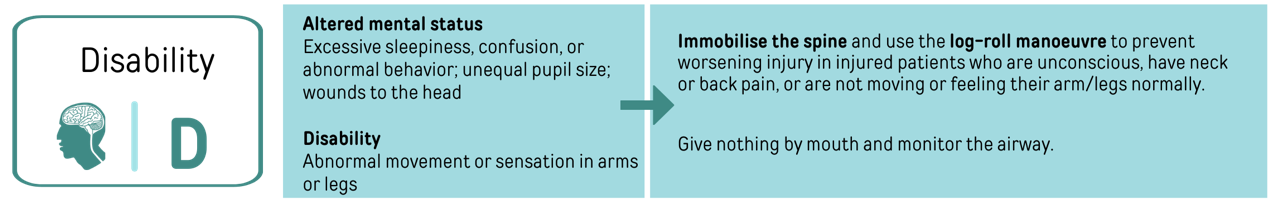 Disability
D
Altered mental status
Excessive sleepiness, confusion, or
abnormal behavior; unequal pupil size;
wounds to the head
Disability
Abnormal movement or sensation in arms
or legs
Immobilise the spine and use the log-roll manoeuvre to prevent
worsening injury in injured patients who are unconscious, have neck
or back pain, or are not moving or feeling their arm/legs normally.
Give nothing by mouth and monitor the airway.